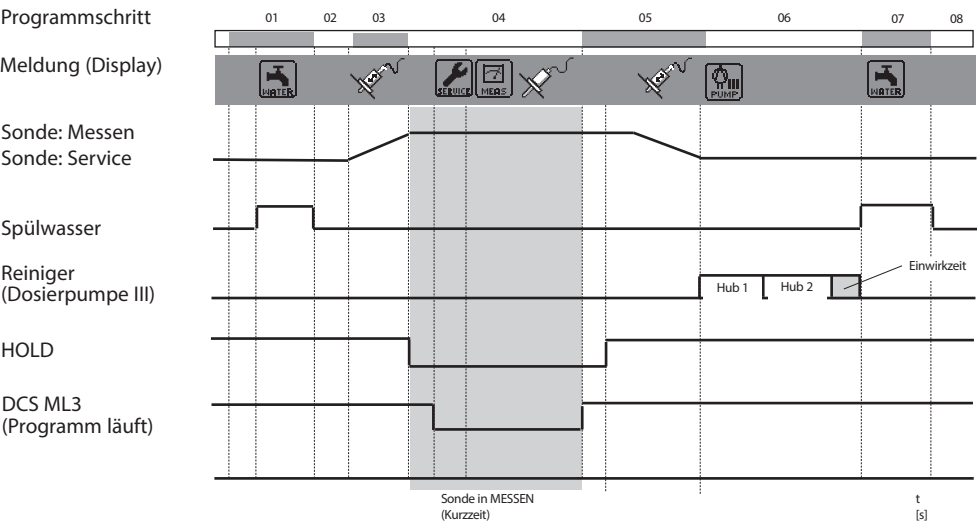 Programmschritt
01 02 03 04 05 06 07 08
Meldung (Display)
WATER SERVICE MEAS PUMP WATER
Sonde: Messen
Sonde: Service
Spülwasser
Reiniger
(Dosierpumpe III)
Einwirkzeit
Hub 1 Hub 2
HOLD
DCS ML3
(Programm läuft)
Sonde in MESSEN
(Kurzzeit)
t
[s]